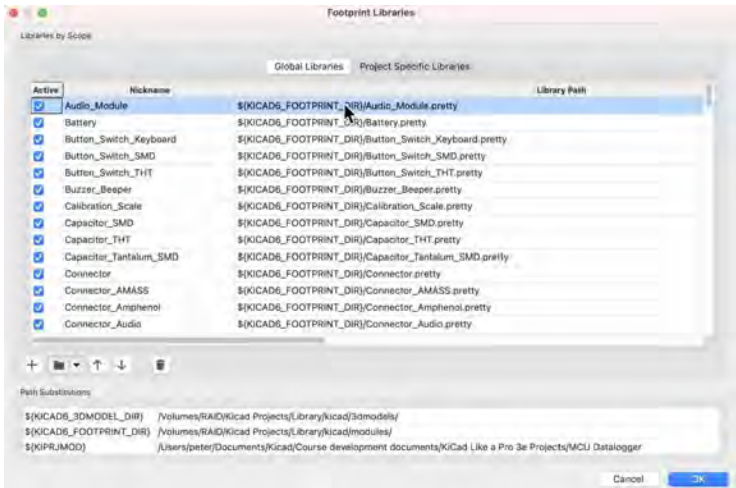 Footprint Libraries
Libraries by Scope
Global Libraries Project Specific Libraries
Active Nickname Library Path
Audio_Module ${KICAD6_FOOTPRINT_DIR}/Audio_Module.pretty
Battery ${KICAD6_FOOTPRINT_DIR}/Battery.pretty
Button_Switch_Keyboard ${KICAD6_FOOTPRINT_DIR}/Button_Switch_Keyboard.pretty
Button_Switch_SMD ${KICAD6_FOOTPRINT_DIR}/Button_Switch_SMD.pretty
Button_Switch_THT ${KICAD6_FOOTPRINT_DIR}/Button_Switch_THT.pretty
Buzzer_Beeper ${KICAD6_FOOTPRINT_DIR}/Buzzer_Beeper.pretty
Calibration_Scale ${KICAD6_FOOTPRINT_DIR}/Calibration_Scale.pretty
Capacitor_SMD ${KICAD6_FOOTPRINT_DIR}/Capacitor_SMD.pretty
Capacitor_THT ${KICAD6_FOOTPRINT_DIR}/Capacitor_THT.pretty
Capacitor_Tantalum_SMD ${KICAD6_FOOTPRINT_DIR}/Capacitor_Tantalum_SMD.pretty
Connector ${KICAD6_FOOTPRINT_DIR}/Connector.pretty
Connector_AMASS ${KICAD6_FOOTPRINT_DIR}/Connector_AMASS.pretty
Connector_Amphenol ${KICAD6_FOOTPRINT_DIR}/Connector_Amphenol.pretty
Connector_Audio ${KICAD6_FOOTPRINT_DIR}/Connector_Audio.pretty
Path Substitutions
${KICAD6_3DMODEL_DIR} /Volumes/RAID/Kicad Projects/Library/kicad/3dmodels/
${KICAD6_FOOTPRINT_DIR} /Volumes/RAID/Kicad Projects/Library/kicad/modules/
${KIPRJMOD} /Users/peter/Documents/Kicad/Course development documents/KiCad Like a Pro 3e Projects/MCU Datalogger
Cancel OK